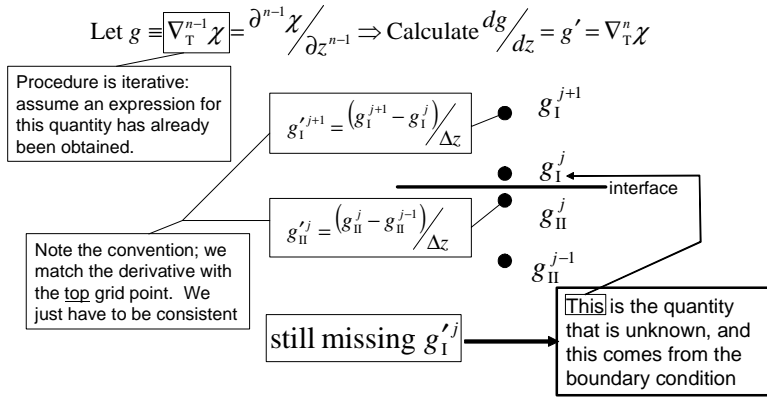 Let g ≡ ∇_T^{n-1} χ = ∂^{n-1} χ / ∂z^{n-1} ⇒ Calculate dg/dz = g′ = ∇_T^n χ
Procedure is iterative:
assume an expression for
this quantity has already
been obtained.
g′_I^{j+1} = (g_I^{j+1} − g_I^j) / Δz
g_I^{j+1}
g_I^j
interface
g′_II^j = (g_II^j − g_II^{j-1}) / Δz
g_II^j
g_II^{j-1}
Note the convention; we
match the derivative with
the top grid point. We
just have to be consistent
still missing g′_I^j
This is the quantity
that is unknown, and
this comes from the
boundary condition